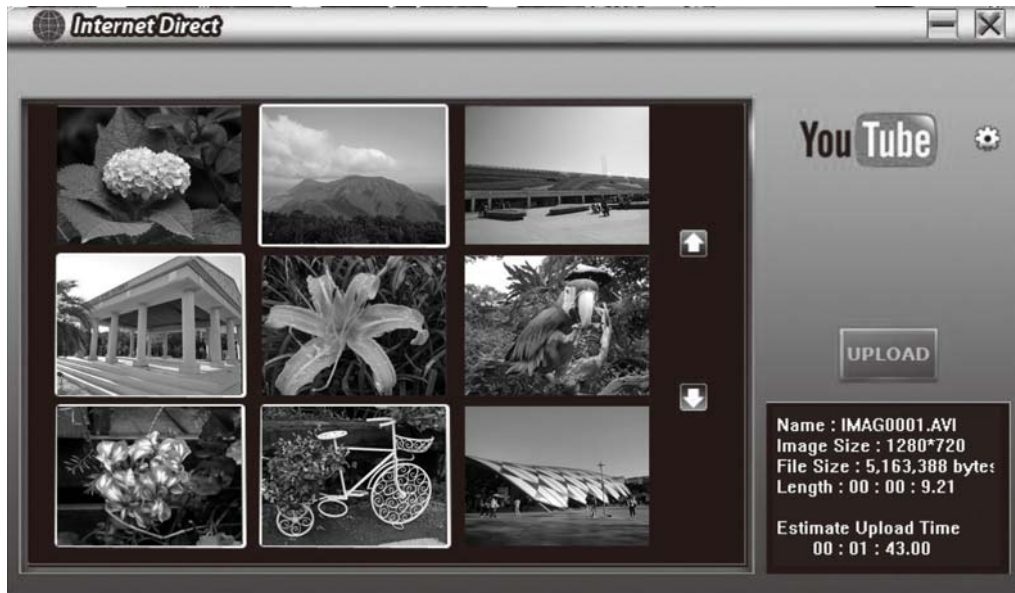 Internet Direct
YouTube
UPLOAD
Name : IMAG0001.AVI
Image Size : 1280*720
File Size : 5,163,388 bytes
Length : 00 : 00 : 9.21
Estimate Upload Time
00 : 01 : 43.00